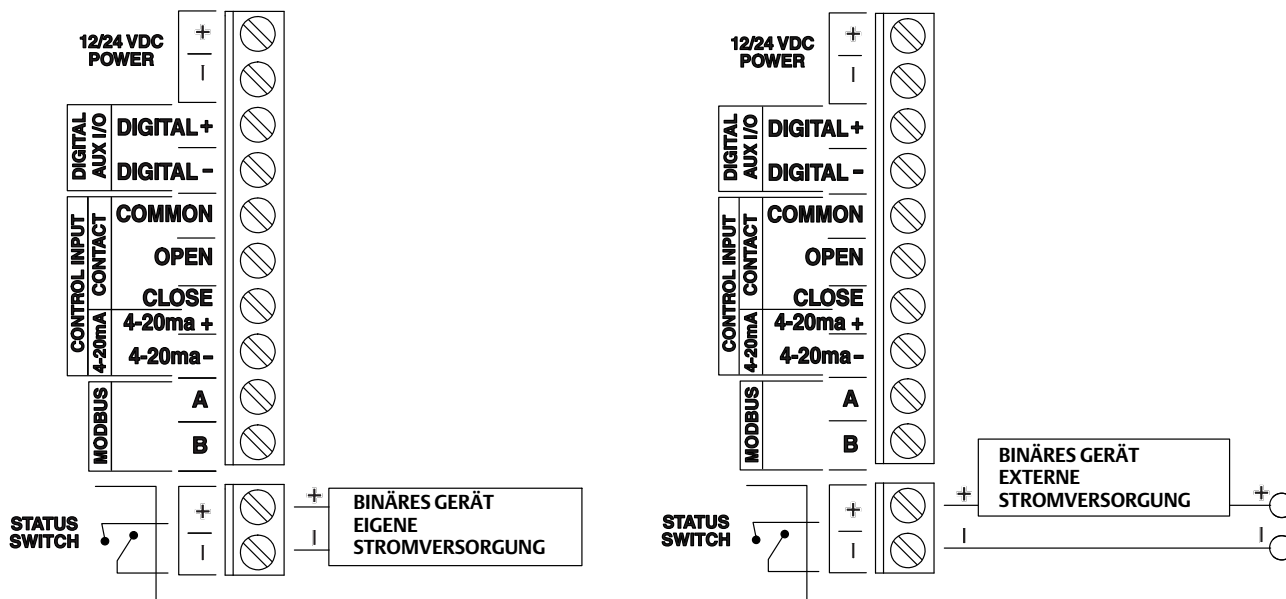 12/24 VDC
POWER
+
-
DIGITAL
AUX I/O
DIGITAL+
DIGITAL-
CONTROL INPUT
CONTACT
COMMON
OPEN
CLOSE
4-20mA
4-20ma+
4-20ma-
MODBUS
A
B
STATUS
SWITCH
+
-
+
-
BINÄRES GERÄT
EIGENE
STROMVERSORGUNG
12/24 VDC
POWER
+
-
DIGITAL
AUX I/O
DIGITAL+
DIGITAL-
CONTROL INPUT
CONTACT
COMMON
OPEN
CLOSE
4-20mA
4-20ma+
4-20ma-
MODBUS
A
B
STATUS
SWITCH
+
-
+
-
BINÄRES GERÄT
EXTERNE
STROMVERSORGUNG
+
-